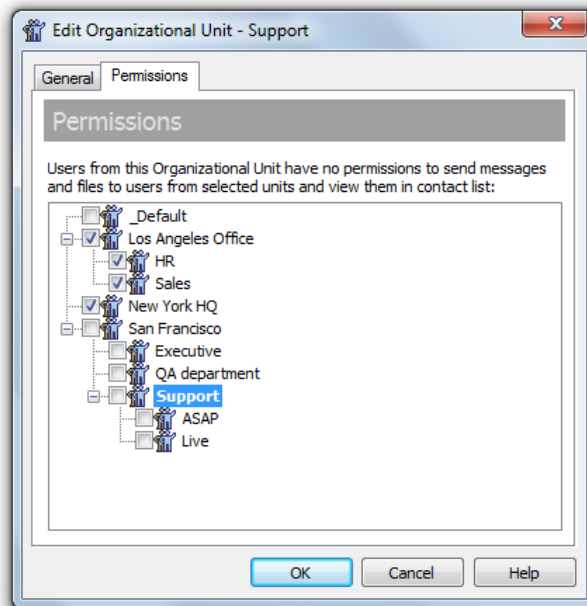 Edit Organizational Unit - Support
General
Permissions
Permissions
Users from this Organizational Unit have no permissions to send messages
and files to users from selected units and view them in contact list:
_Default
Los Angeles Office
HR
Sales
New York HQ
San Francisco
Executive
QA department
Support
ASAP
Live
OK
Cancel
Help